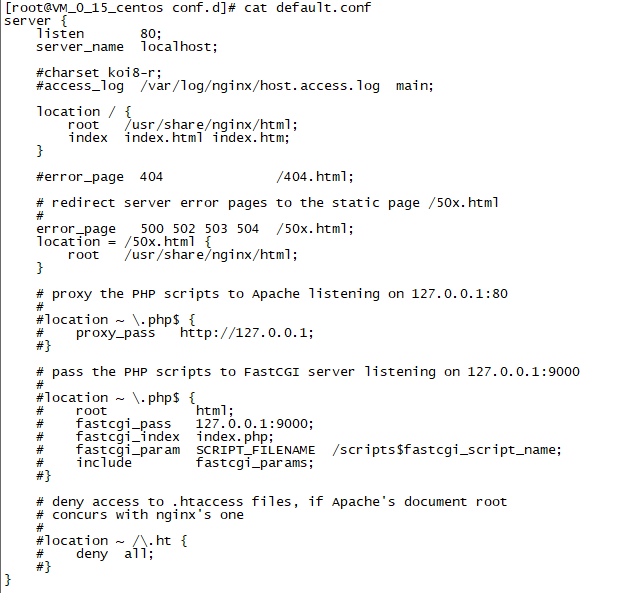 [root@VM_0_15_centos conf.d]# cat default.conf
server {
    listen       80;
    server_name  localhost;

    #charset koi8-r;
    #access_log  /var/log/nginx/host.access.log  main;

    location / {
        root   /usr/share/nginx/html;
        index  index.html index.htm;
    }

    #error_page  404              /404.html;

    # redirect server error pages to the static page /50x.html
    #
    error_page   500 502 503 504  /50x.html;
    location = /50x.html {
        root   /usr/share/nginx/html;
    }

    # proxy the PHP scripts to Apache listening on 127.0.0.1:80
    #
    #location ~ \.php$ {
    #    proxy_pass   http://127.0.0.1;
    #}

    # pass the PHP scripts to FastCGI server listening on 127.0.0.1:9000
    #
    #location ~ \.php$ {
    #    root           html;
    #    fastcgi_pass   127.0.0.1:9000;
    #    fastcgi_index  index.php;
    #    fastcgi_param  SCRIPT_FILENAME  /scripts$fastcgi_script_name;
    #    include        fastcgi_params;
    #}

    # deny access to .htaccess files, if Apache's document root
    # concurs with nginx's one
    #
    #location ~ /\.ht {
    #    deny  all;
    #}
}